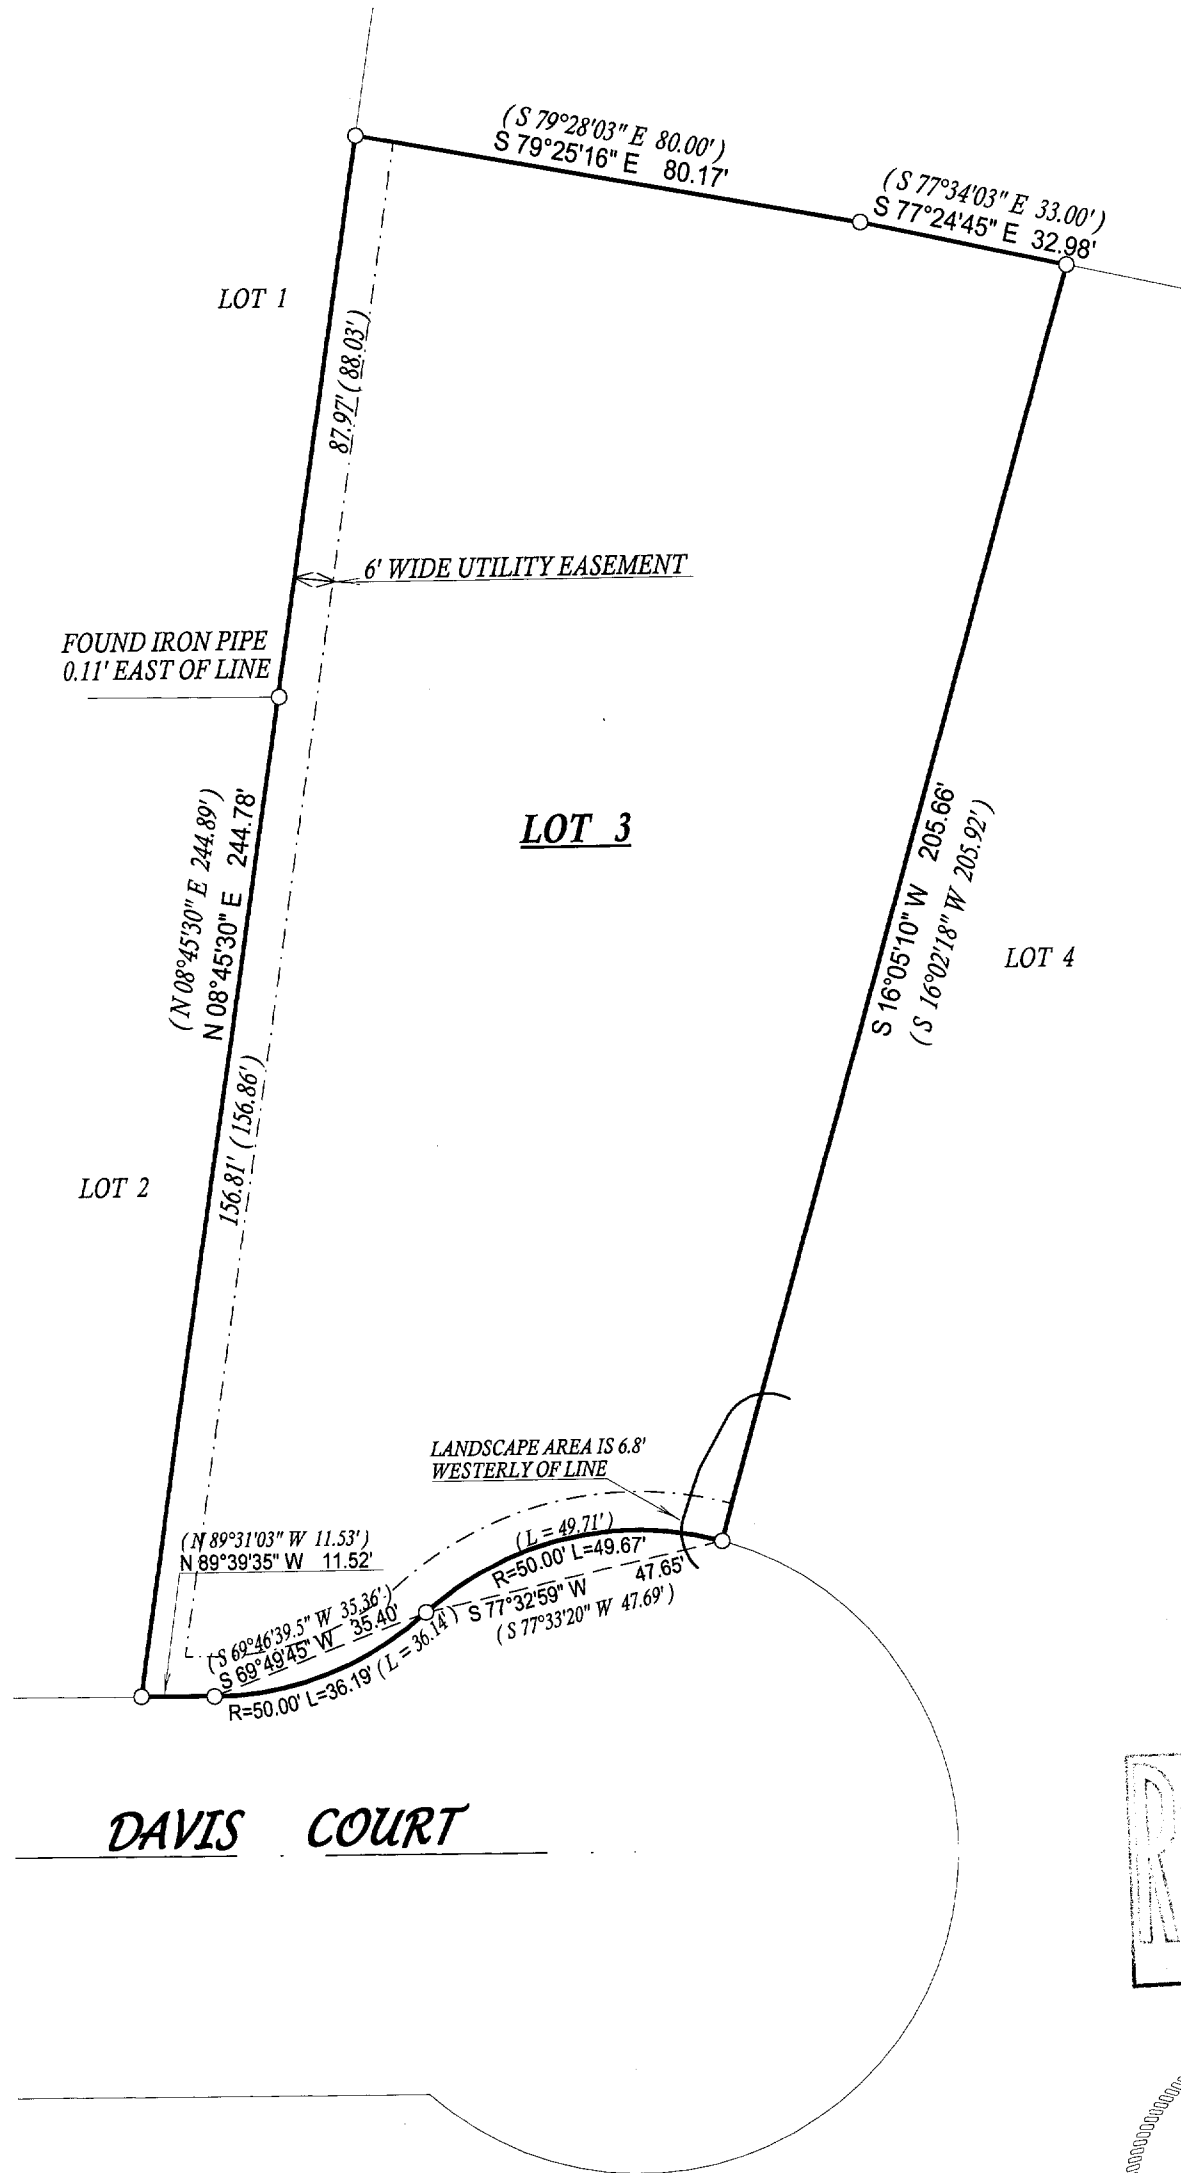 ( S 79°28'03" E 80.00' )
S 79°25'16" E 80.17'
( S 77°34'03" E 33.00' )
S 77°24'45" E 32.98'
LOT 1
87.97' ( 88.03' )
6' WIDE UTILITY EASEMENT
FOUND IRON PIPE
0.11' EAST OF LINE
( N 08°45'30" E 244.89' )
N 08°45'30" E 244.78'
LOT 3
S 16°05'10" W 205.66'
( S 16°02'18" W 205.92' )
LOT 4
156.81' ( 156.86' )
LOT 2
LANDSCAPE AREA IS 6.8'
WESTERLY OF LINE
( N 89°31'03" W 11.53' )
N 89°39'35" W 11.52'
( L = 49.71' )
R=50.00' L=49.67'
S 77°32'59" W 47.65'
( S 77°33'20" W 47.69' )
( S 69°46'39.5" W 35.36' )
S 69°49'45" W 35.40'
R=50.00' L=36.19' ( L = 36.14' )
DAVIS COURT
R